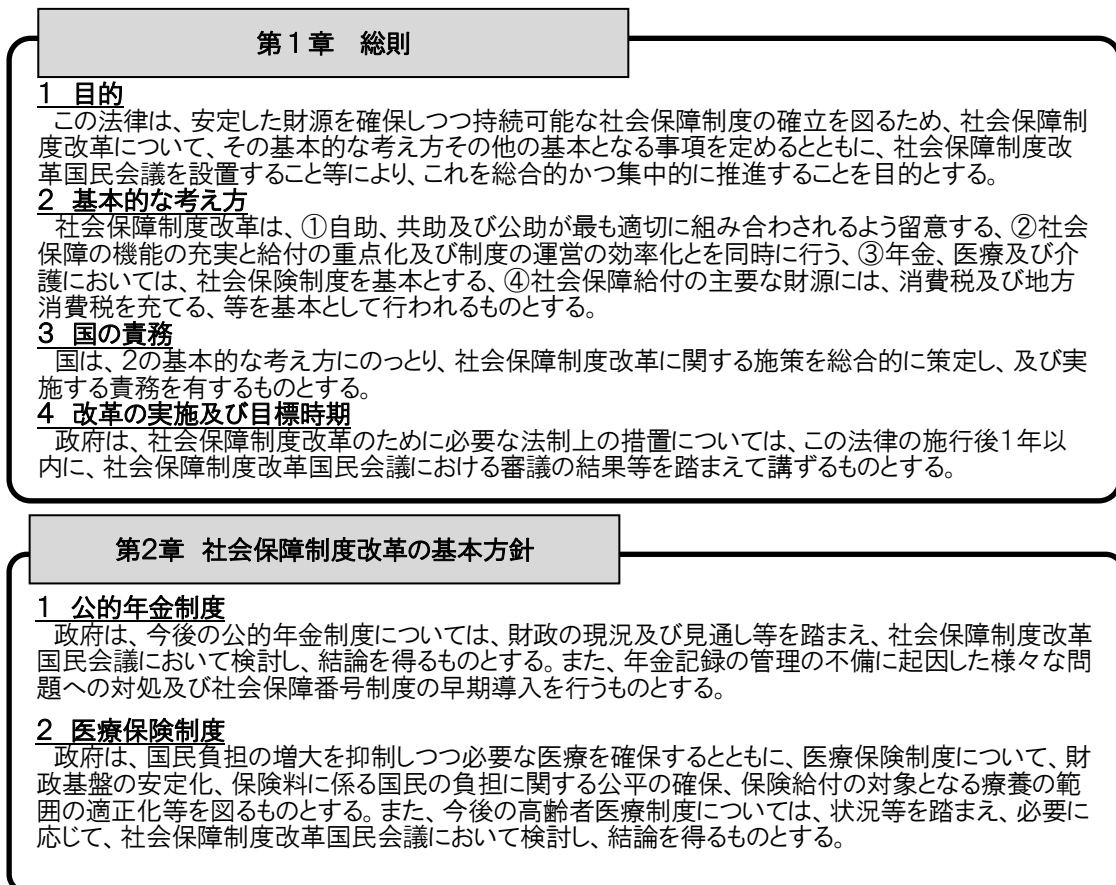 第1章　総則
1　目的
この法律は、安定した財源を確保しつつ持続可能な社会保障制度の確立を図るため、社会保障制
度改革について、その基本的な考え方その他の基本となる事項を定めるとともに、社会保障制度改
革国民会議を設置すること等により、これを総合的かつ集中的に推進することを目的とする。
2　基本的な考え方
社会保障制度改革は、①自助、共助及び公助が最も適切に組み合わされるよう留意する、②社会
保障の機能の充実と給付の重点化及び制度の運営の効率化とを同時に行う、③年金、医療及び介
護においては、社会保険制度を基本とする、④社会保障給付の主要な財源には、消費税及び地方
消費税を充てる、等を基本として行われるものとする。
3　国の責務
国は、2の基本的な考え方にのっとり、社会保障制度改革に関する施策を総合的に策定し、及び実
施する責務を有するものとする。
4　改革の実施及び目標時期
政府は、社会保障制度改革のために必要な法制上の措置については、この法律の施行後1年以
内に、社会保障制度改革国民会議における審議の結果等を踏まえて講ずるものとする。
第2章　社会保障制度改革の基本方針
1　公的年金制度
政府は、今後の公的年金制度については、財政の現況及び見通し等を踏まえ、社会保障制度改革
国民会議において検討し、結論を得るものとする。また、年金記録の管理の不備に起因した様々な問
題への対処及び社会保障番号制度の早期導入を行うものとする。
2　医療保険制度
政府は、国民負担の増大を抑制しつつ必要な医療を確保するとともに、医療保険制度について、財
政基盤の安定化、保険料に係る国民の負担に関する公平の確保、保険給付の対象となる療養の範
囲の適正化等を図るものとする。また、今後の高齢者医療制度については、状況等を踏まえ、必要に
応じて、社会保障制度改革国民会議において検討し、結論を得るものとする。